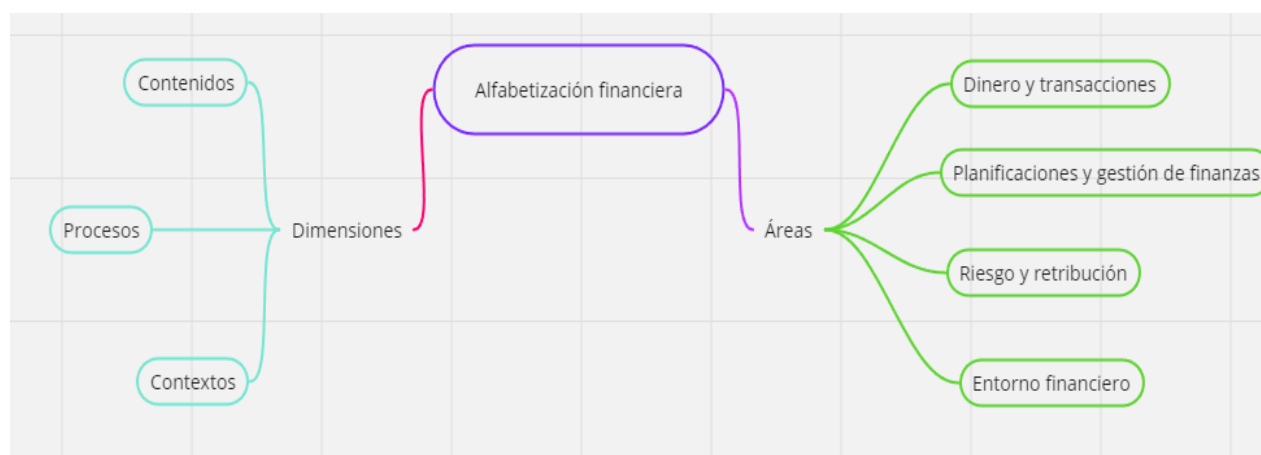 Alfabetización financiera
Contenidos
Procesos
Contextos
Dimensiones
Áreas
Dinero y transacciones
Planificaciones y gestión de finanzas
Riesgo y retribución
Entorno financiero